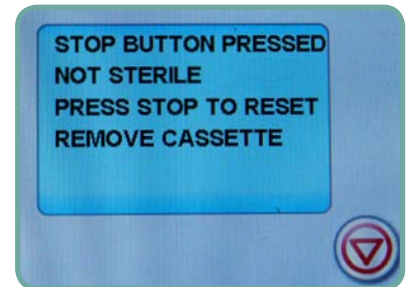 STOP BUTTON PRESSED
NOT STERILE
PRESS STOP TO RESET
REMOVE CASSETTE